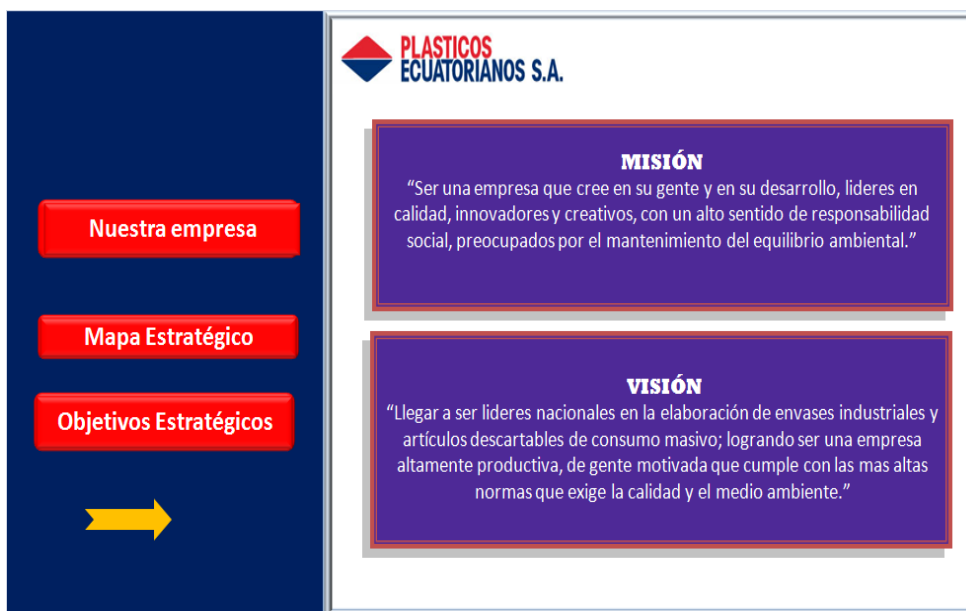 PLASTICOS
ECUATORIANOS S.A.
Nuestra empresa
Mapa Estratégico
Objetivos Estratégicos
MISIÓN
“Ser una empresa que cree en su gente y en su desarrollo, lideres en
calidad, innovadores y creativos, con un alto sentido de responsabilidad
social, preocupados por el mantenimiento del equilibrio ambiental.”
VISIÓN
“Llegar a ser lideres nacionales en la elaboración de envases industriales y
artículos descartables de consumo masivo; logrando ser una empresa
altamente productiva, de gente motivada que cumple con las mas altas
normas que exige la calidad y el medio ambiente.”